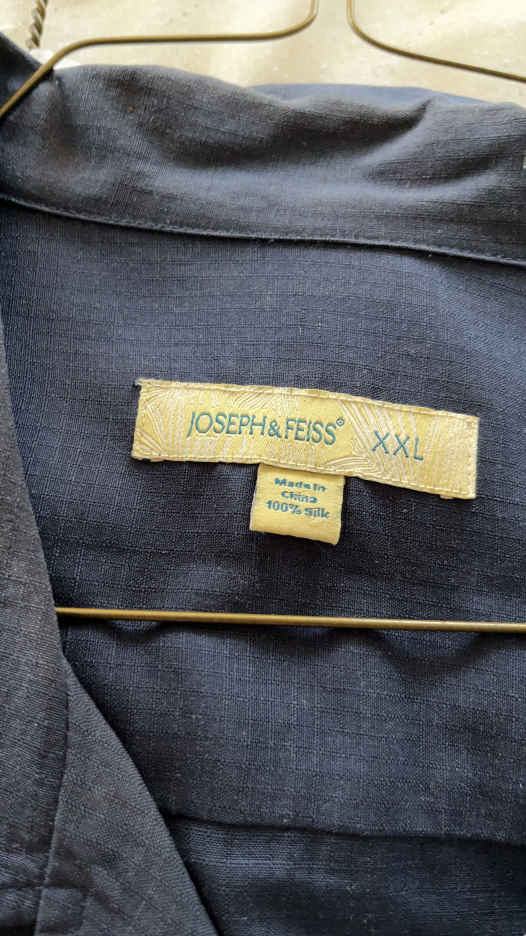 JOSEPH & FEISS® XXL
Made In
China
100% Silk